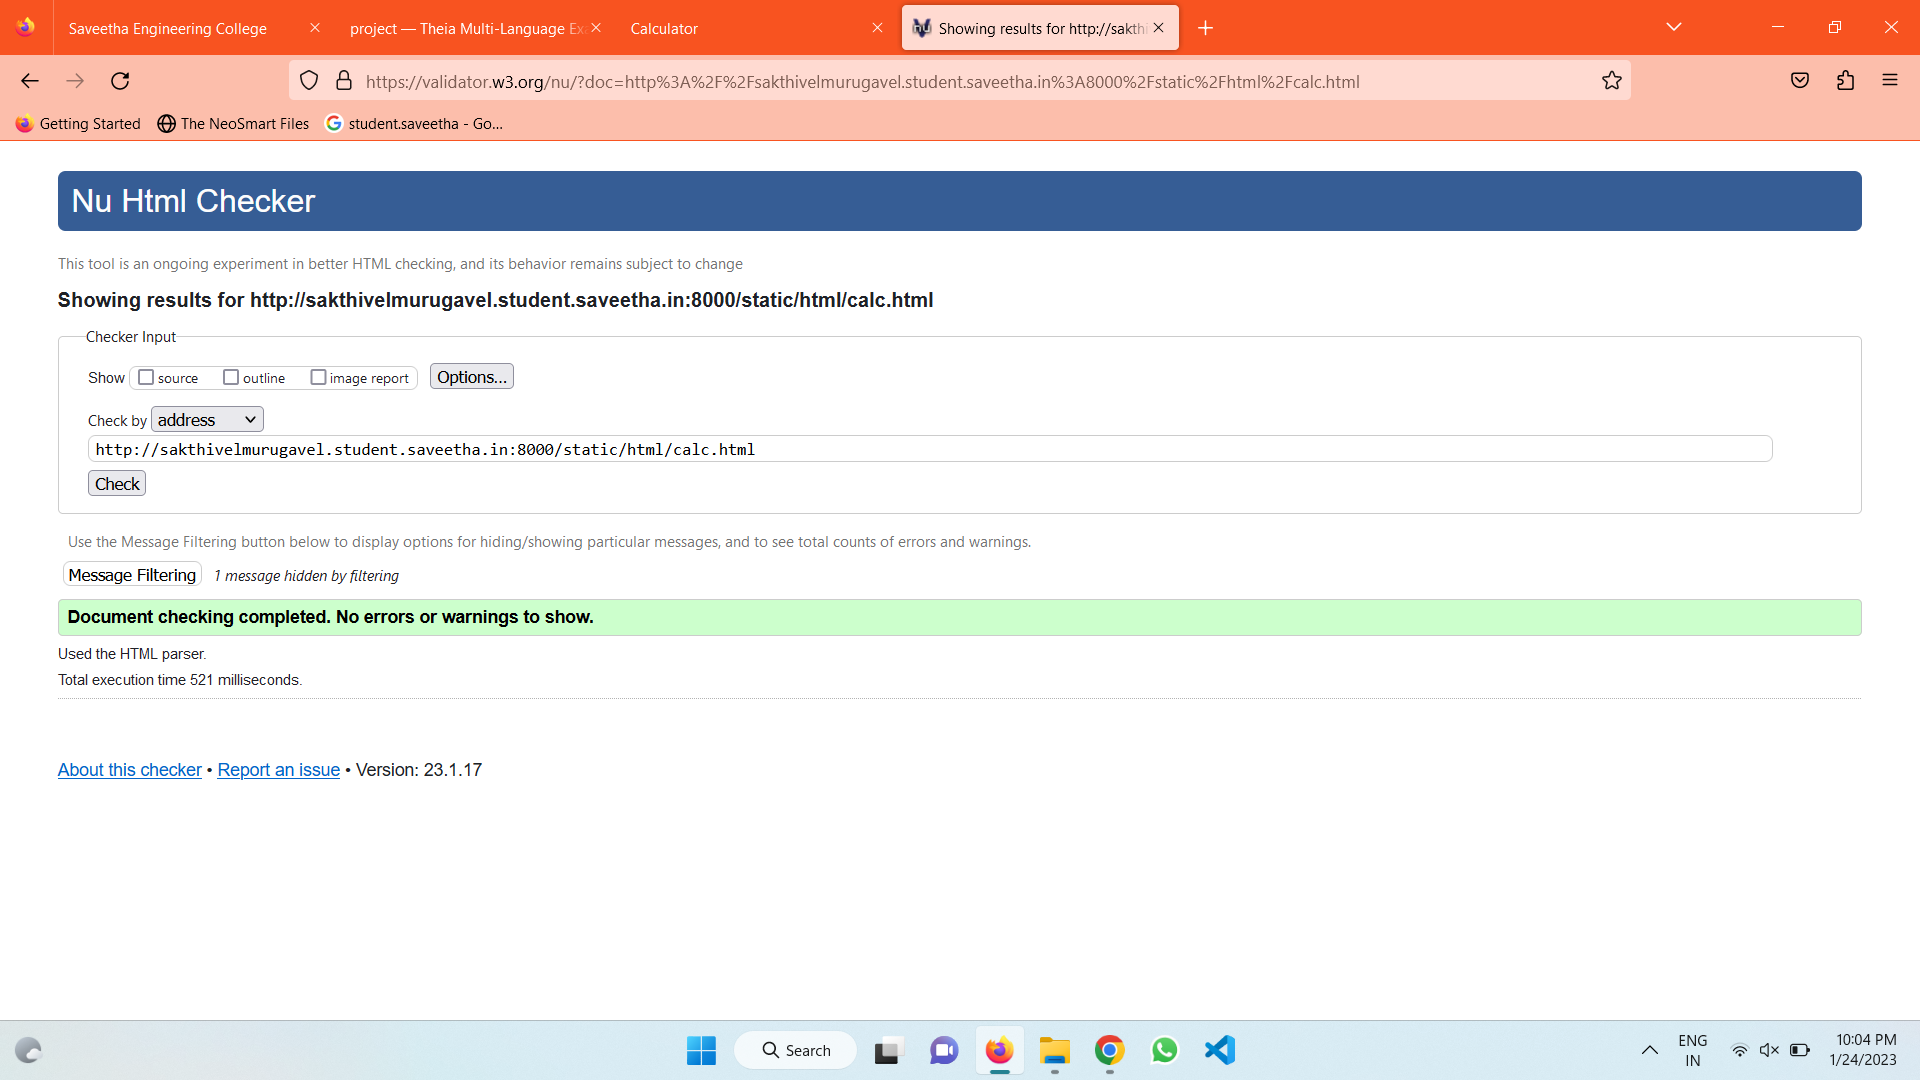 Saveetha Engineering College
project — Theia Multi-Language Ex
Calculator
Showing results for http://sakthi
https://validator.w3.org/nu/?doc=http%3A%2F%2Fsakthivelmurugavel.student.saveetha.in%3A8000%2Fstatic%2Fhtml%2Fcalc.html
Getting Started
The NeoSmart Files
student.saveetha - Go...
Nu Html Checker
This tool is an ongoing experiment in better HTML checking, and its behavior remains subject to change
Showing results for http://sakthivelmurugavel.student.saveetha.in:8000/static/html/calc.html
Checker Input
Show source outline image report Options...
Check by address
http://sakthivelmurugavel.student.saveetha.in:8000/static/html/calc.html
Check
Use the Message Filtering button below to display options for hiding/showing particular messages, and to see total counts of errors and warnings.
Message Filtering 1 message hidden by filtering
Document checking completed. No errors or warnings to show.
Used the HTML parser.
Total execution time 521 milliseconds.
About this checker • Report an issue • Version: 23.1.17
Search
ENG
IN
10:04 PM
1/24/2023